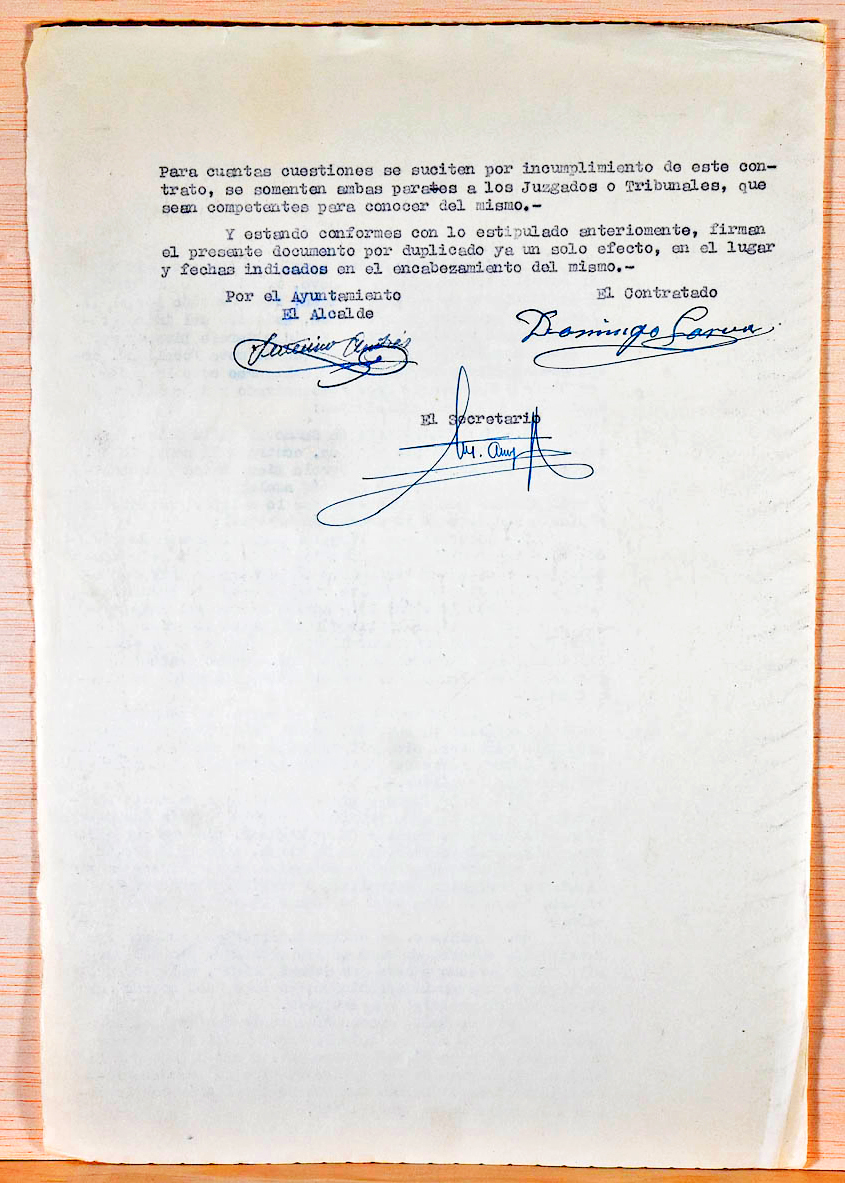 Para cuantas cuestiones se suciten por incumplimiento de este con-
trato, se somenten ambas parates a los Juzgados o Tribunales, que
sean competentes para conocer del mismo.-
Y estando conformes con lo estipulado anteriomente, firman
el presente documento por duplicado ya un solo efecto, en el lugar
y fechas indicados en el encabezamiento del mismo.-
Por el Ayuntamiento El Contratado
El Alcalde
Domingo
El Secretario